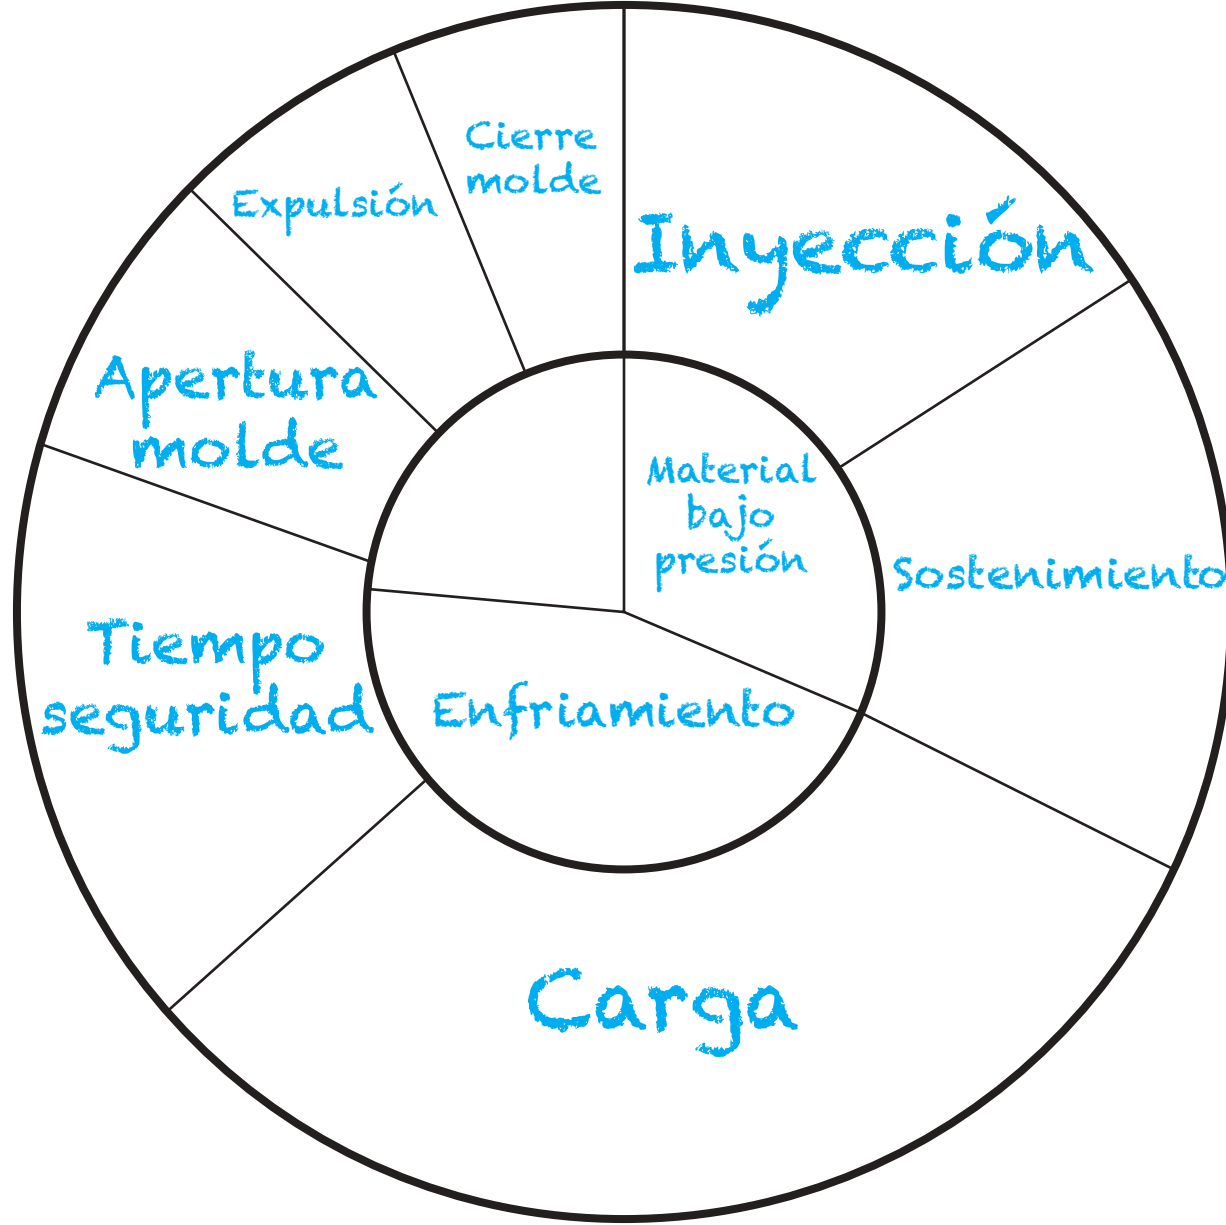 Cierre
molde
Expulsión
Inyección
Apertura
molde
Material
bajo
presión
Sostenimiento
Tiempo
seguridad
Enfriamiento
Carga